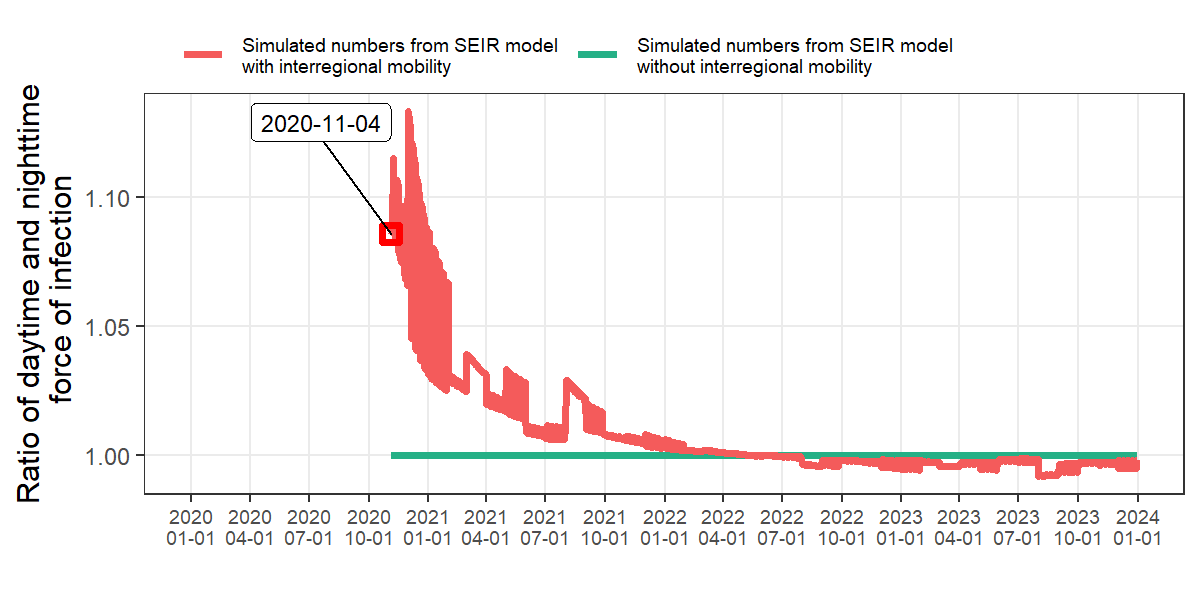 Simulated numbers from SEIR model
with interregional mobility
Simulated numbers from SEIR model
without interregional mobility
2020-11-04
Ratio of daytime and nighttime
force of infection
1.10
1.05
1.00
2020 2020 2020 2020 2021 2021 2021 2021 2022 2022 2022 2022 2023 2023 2023 2023 2024
01-01 04-01 07-01 10-01 01-01 04-01 07-01 10-01 01-01 04-01 07-01 10-01 01-01 04-01 07-01 10-01 01-01